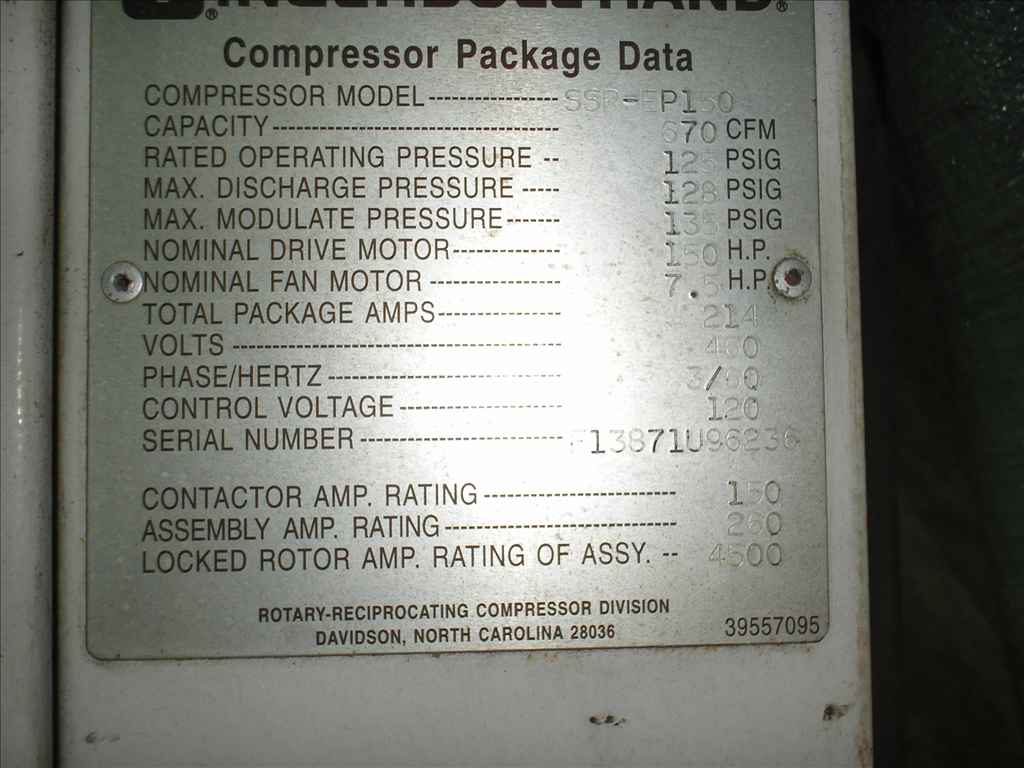 INGERSOLL-RAND®
Compressor Package Data
COMPRESSOR MODEL SSR-EP150
CAPACITY 670 CFM
RATED OPERATING PRESSURE -- 125 PSIG
MAX. DISCHARGE PRESSURE ----- 128 PSIG
MAX. MODULATE PRESSURE ------- 135 PSIG
NOMINAL DRIVE MOTOR 150 H.P.
NOMINAL FAN MOTOR 7.5 H.P.
TOTAL PACKAGE AMPS 214
VOLTS 460
PHASE/HERTZ 3/60
CONTROL VOLTAGE 120
SERIAL NUMBER F13871U96236
CONTACTOR AMP. RATING 150
ASSEMBLY AMP. RATING 260
LOCKED ROTOR AMP. RATING OF ASSY. -- 4500
ROTARY-RECIPROCATING COMPRESSOR DIVISION
DAVIDSON, NORTH CAROLINA 28036
39557095